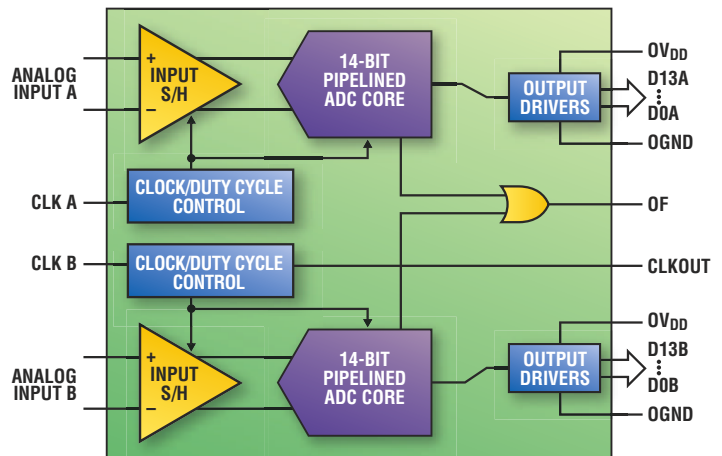 ANALOG
INPUT A
+
−
INPUT
S/H
14-BIT
PIPELINED
ADC CORE
OUTPUT
DRIVERS
OVDD
D13A
D0A
OGND
CLK A
CLOCK/DUTY CYCLE
CONTROL
OF
CLK B
CLOCK/DUTY CYCLE
CONTROL
CLKOUT
ANALOG
INPUT B
+
−
INPUT
S/H
14-BIT
PIPELINED
ADC CORE
OUTPUT
DRIVERS
OVDD
D13B
D0B
OGND